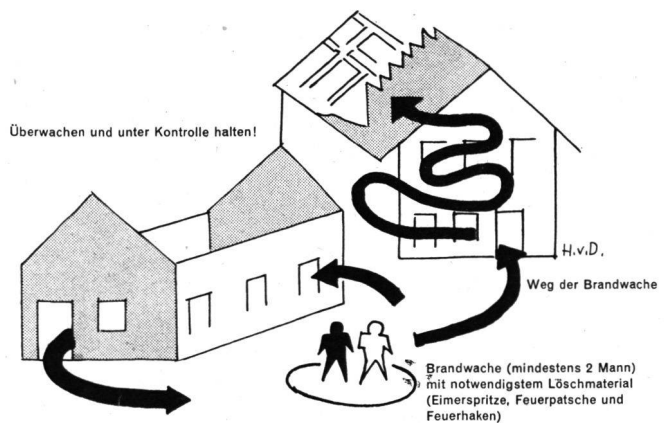 Überwachen und unter Kontrolle halten!
H.v.D.
Weg der Brandwache
Brandwache (mindestens 2 Mann)
mit notwendigstem Löschmaterial
(Eimerspritze, Feuerpatsche und
Feuerhaken)